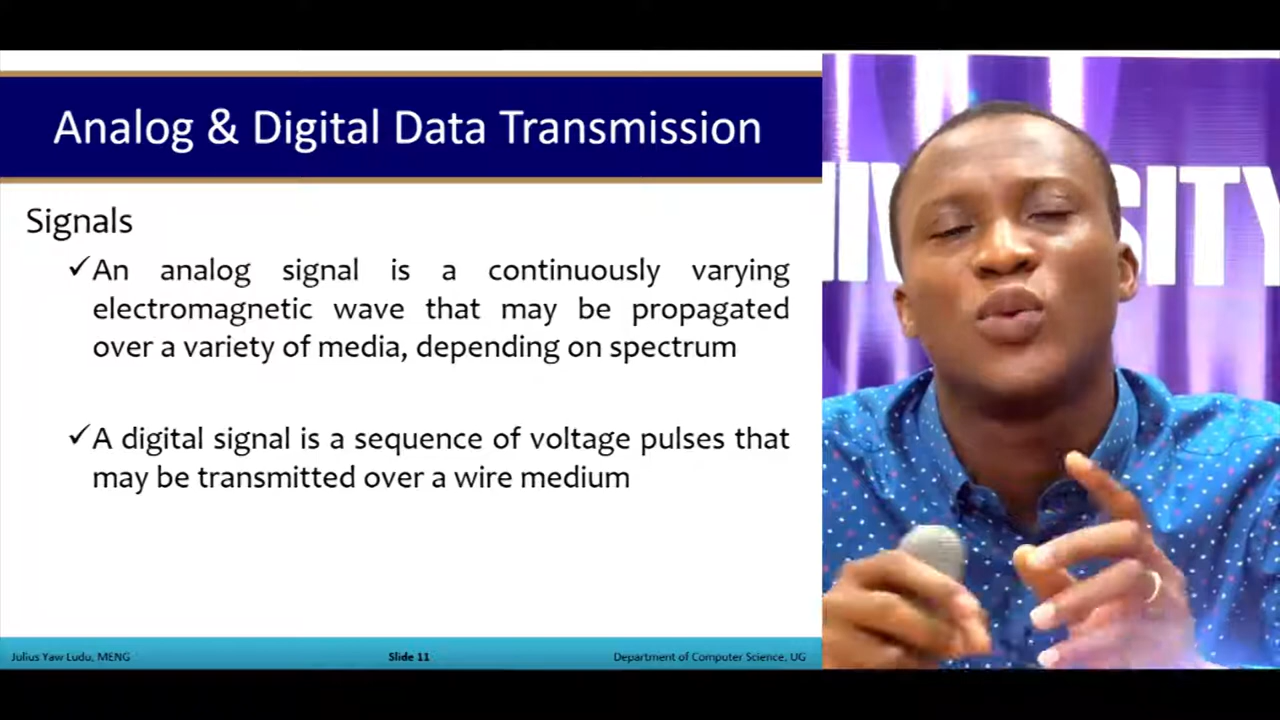 Analog & Digital Data Transmission
Signals
✓An analog signal is a continuously varying
electromagnetic wave that may be propagated
over a variety of media, depending on spectrum
✓A digital signal is a sequence of voltage pulses that
may be transmitted over a wire medium
Julius Yaw Ludu, MENG
Slide 11
Department of Computer Science, UG